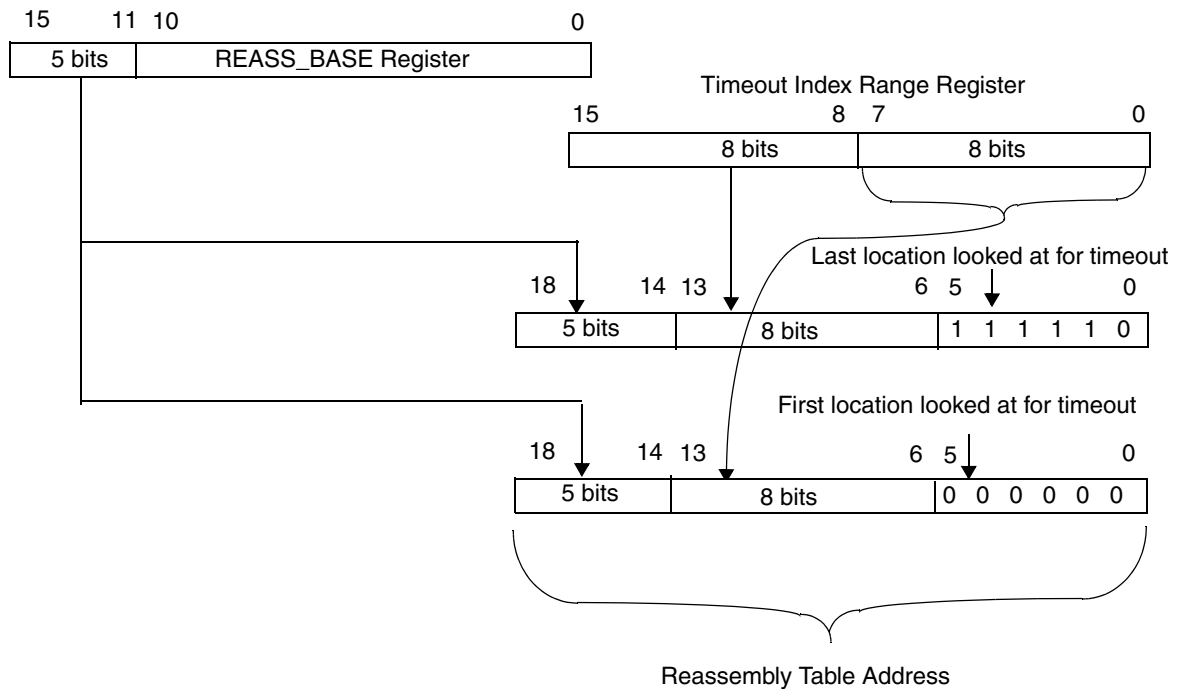 15 11 10 0
5 bits REASS_BASE Register
Timeout Index Range Register
15 8 7 0
8 bits 8 bits
Last location looked at for timeout
18 14 13 6 5 0
5 bits 8 bits 1 1 1 1 1 0
First location looked at for timeout
18 14 13 6 5 0
5 bits 8 bits 0 0 0 0 0 0
Reassembly Table Address